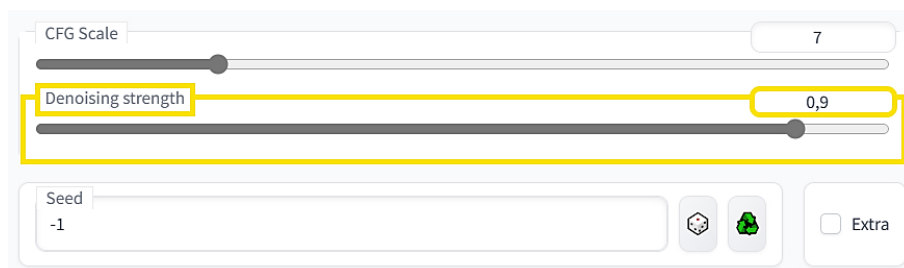 CFG Scale
7
Denoising strength
0,9
Seed
-1
Extra